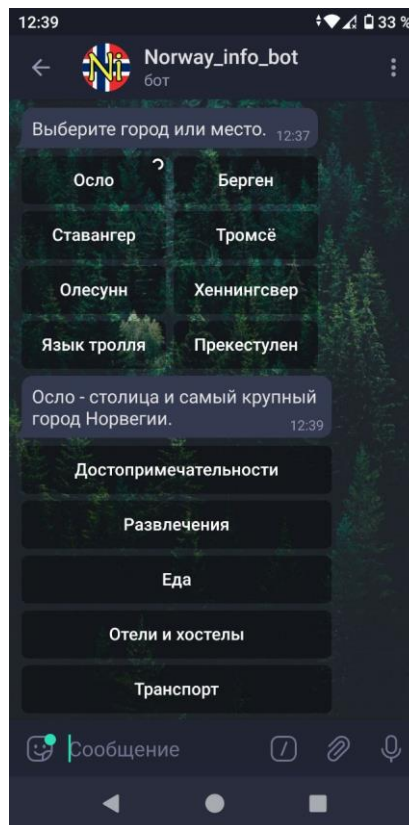 12:39
33 %
Ni
Norway_info_bot
бот
Выберите город или место. 12:37
Осло
Берген
Ставангер
Тромсё
Олесунн
Хеннингсвер
Язык тролля
Прекестулен
Осло - столица и самый крупный
город Норвегии. 12:39
Достопримечательности
Развлечения
Еда
Отели и хостелы
Транспорт
Сообщение